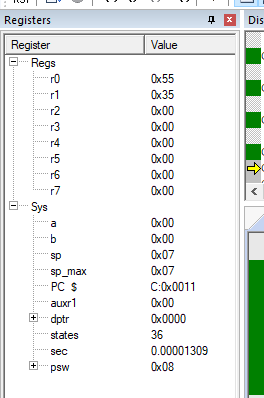 Registers
Register Value
Regs
r0 0x55
r1 0x35
r2 0x00
r3 0x00
r4 0x00
r5 0x00
r6 0x00
r7 0x00
Sys
a 0x00
b 0x00
sp 0x07
sp_max 0x07
PC $ C:0x0011
auxr1 0x00
dptr 0x0000
states 36
sec 0.00001309
psw 0x08
Dis